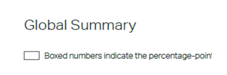 Global Summary
Boxed numbers indicate the percentage-poin